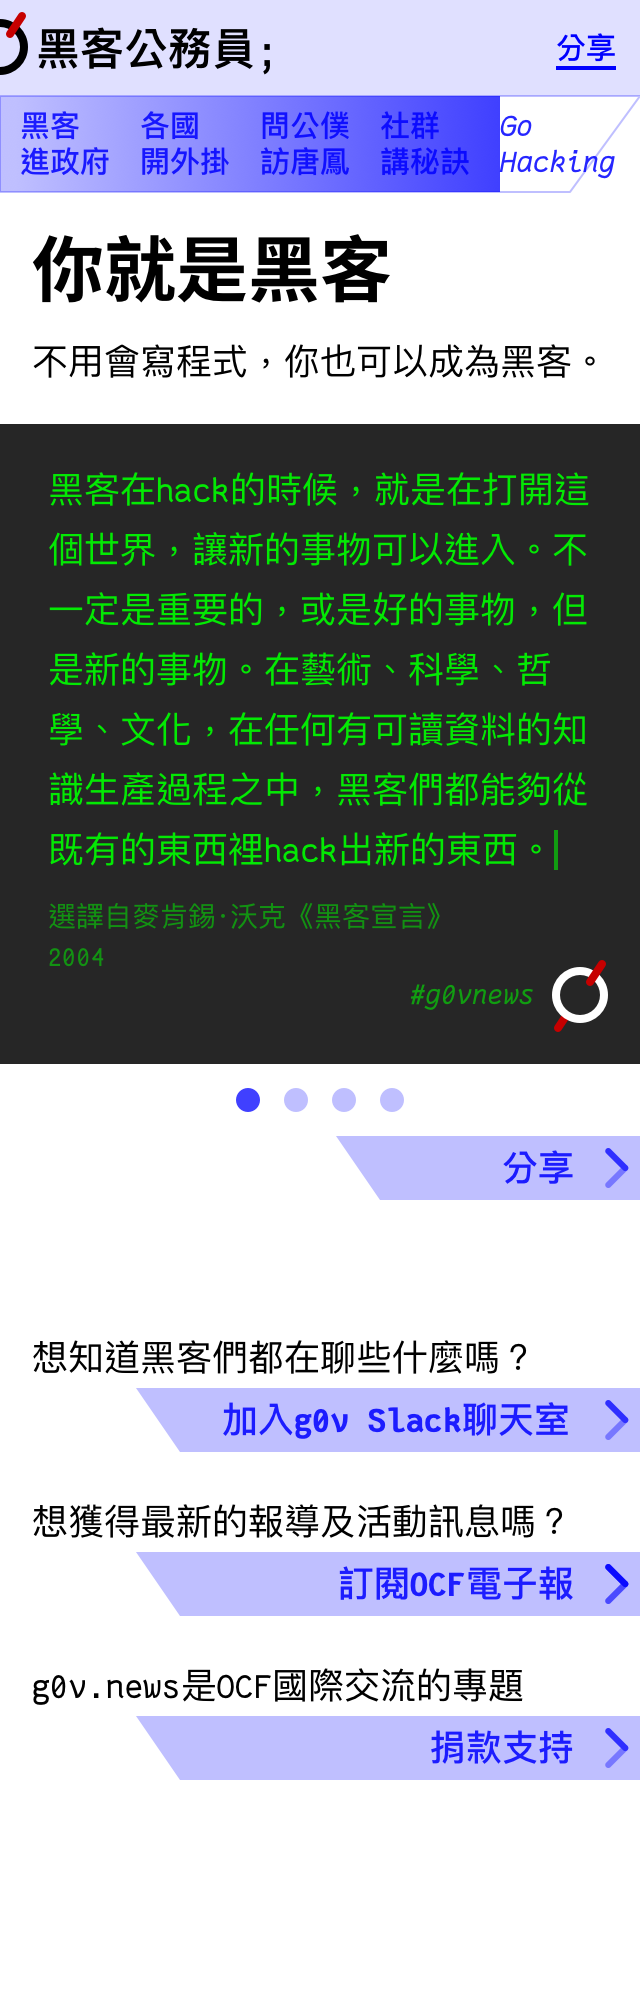 黑客公務員;
分享
黑客
進政府
各國
開外掛
問公僕
訪唐鳳
社群
講秘訣
Go
Hacking
你就是黑客
不用會寫程式，你也可以成為黑客。
黑客在hack的時候，就是在打開這
個世界，讓新的事物可以進入。不
一定是重要的，或是好的事物，但
是新的事物。在藝術、科學、哲
學、文化，在任何有可讀資料的知
識生產過程之中，黑客們都能夠從
既有的東西裡hack出新的東西。
選譯自麥肯錫·沃克《黑客宣言》
2004
#g0vnews
分享
想知道黑客們都在聊些什麼嗎？
加入g0v Slack聊天室
想獲得最新的報導及活動訊息嗎？
訂閱OCF電子報
g0v.news是OCF國際交流的專題
捐款支持